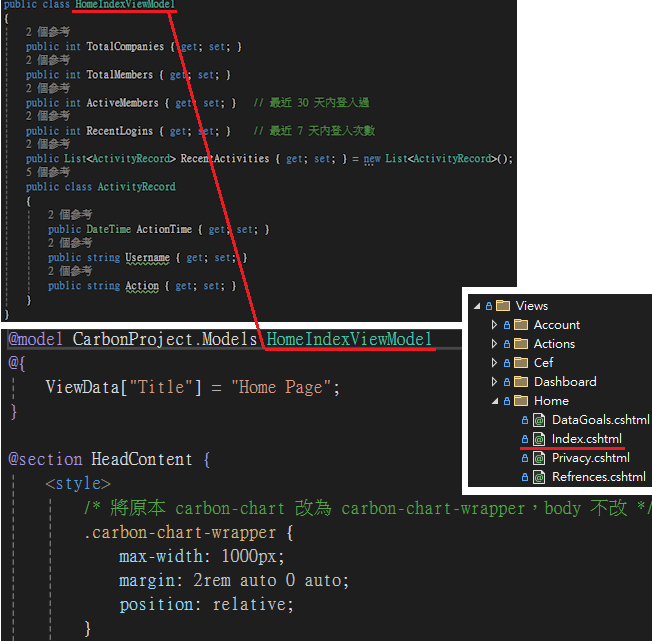 public class HomeIndexViewModel
{
2 個參考
public int TotalCompanies { get; set; }
2 個參考
public int TotalMembers { get; set; }
2 個參考
public int ActiveMembers { get; set; } // 最近 30 天內登入過
2 個參考
public int RecentLogins { get; set; } // 最近 7 天內登入次數
2 個參考
public List<ActivityRecord> RecentActivities { get; set; } = new List<ActivityRecord>();
5 個參考
public class ActivityRecord
{
2 個參考
public DateTime ActionTime { get; set; }
2 個參考
public string Username { get; set; }
2 個參考
public string Action { get; set; }
}
}
@model CarbonProject.Models.HomeIndexViewModel
@{
ViewData["Title"] = "Home Page";
}
@section HeadContent {
<style>
/* 將原本 carbon-chart 改為 carbon-chart-wrapper，body 不改 */
.carbon-chart-wrapper {
max-width: 1000px;
margin: 2rem auto 0 auto;
position: relative;
}
Views
Account
Actions
Cef
Dashboard
Home
DataGoals.cshtml
Index.cshtml
Privacy.cshtml
Refrences.cshtml